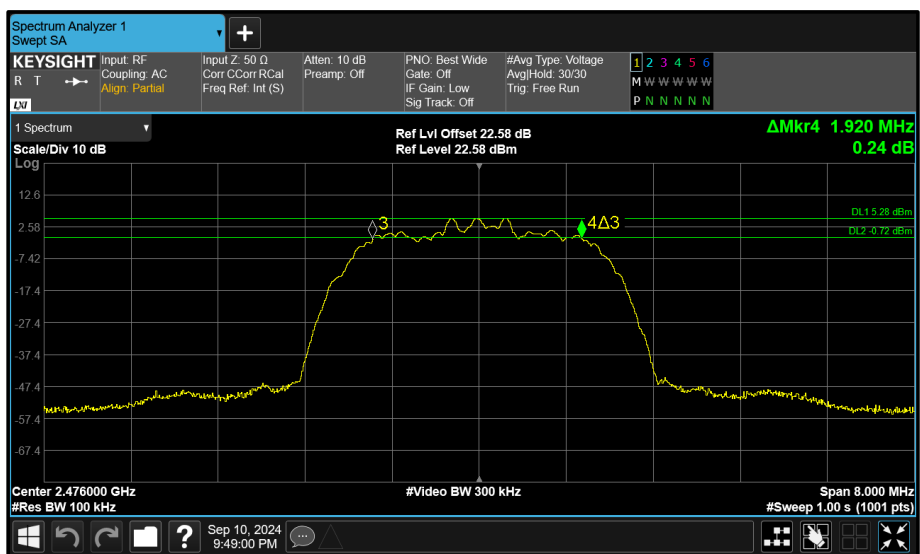 Spectrum Analyzer 1
Swept SA
+
KEYSIGHT
R T
LXI
Input: RF
Coupling: AC
Align: Partial
Input Z: 50 Ω
Corr CCorr RCal
Freq Ref: Int (S)
Atten: 10 dB
Preamp: Off
PNO: Best Wide
Gate: Off
IF Gain: Low
Sig Track: Off
#Avg Type: Voltage
Avg|Hold: 30/30
Trig: Free Run
1 2 3 4 5 6
M W W W W W
P N N N N N
1 Spectrum
Scale/Div 10 dB
Log
Ref Lvl Offset 22.58 dB
Ref Level 22.58 dBm
ΔMkr4 1.920 MHz
0.24 dB
12.6
DL1 5.28 dBm
2.58
3
4Δ3
DL2 -0.72 dBm
-7.42
-17.4
-27.4
-37.4
-47.4
-57.4
-67.4
Center 2.476000 GHz
#Res BW 100 kHz
#Video BW 300 kHz
Span 8.000 MHz
#Sweep 1.00 s (1001 pts)
?
Sep 10, 2024
9:49:00 PM